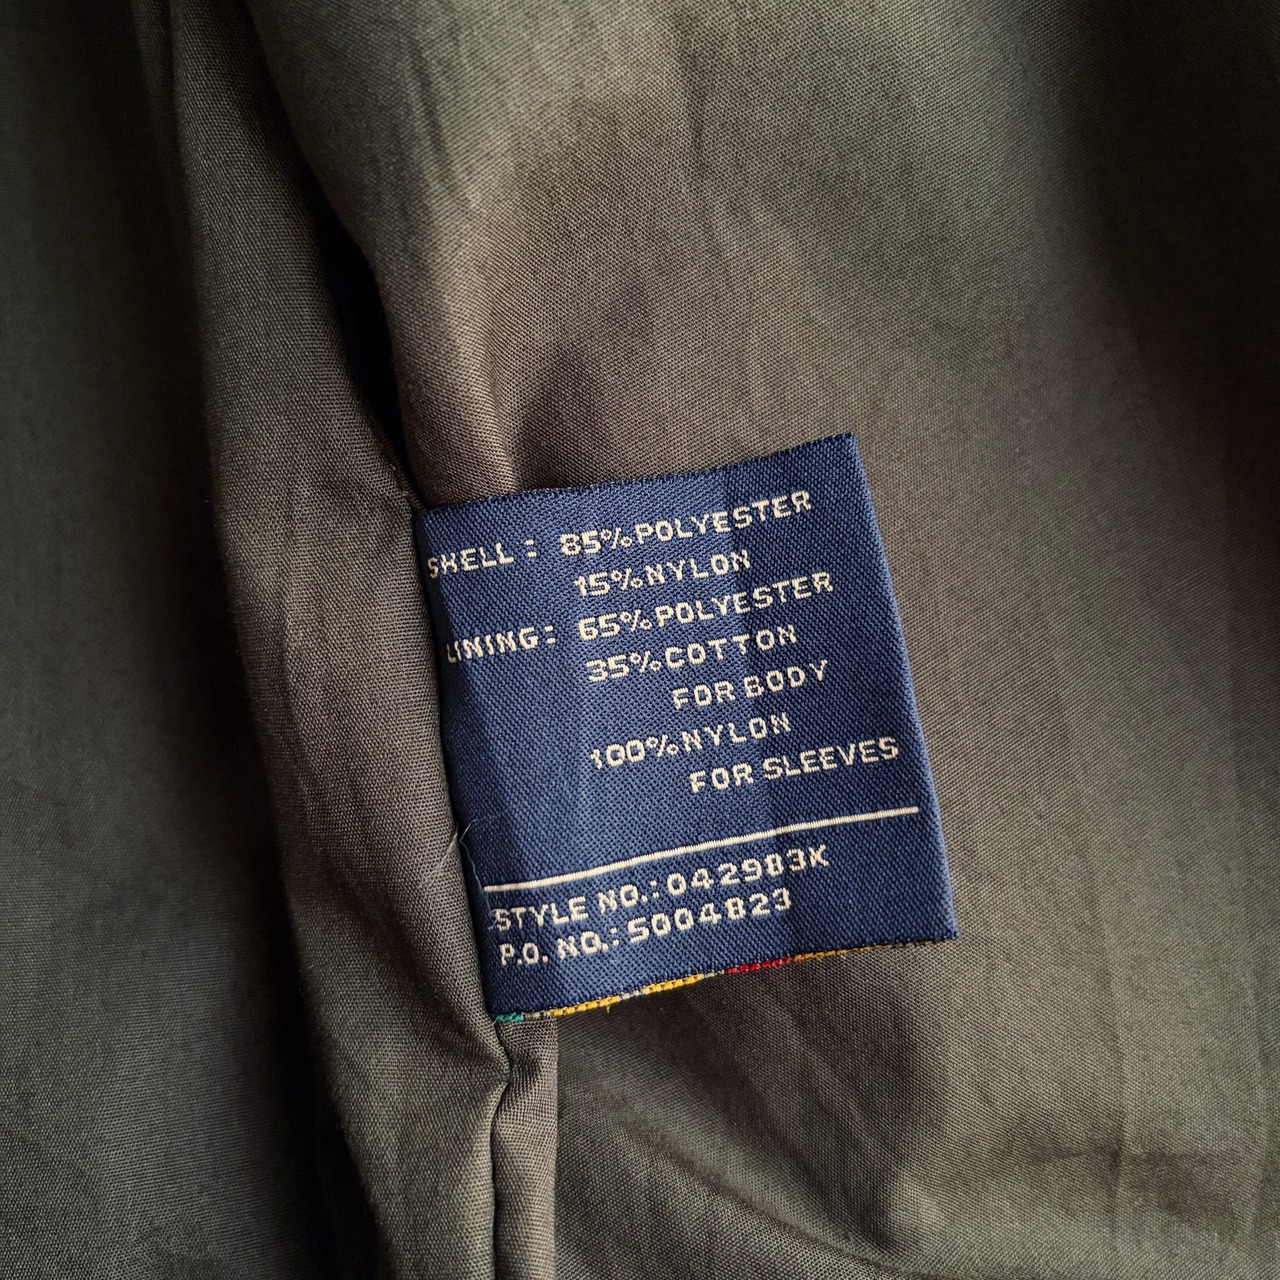 SHELL: 85%POLYESTER
15%NYLON
LINING: 65%POLYESTER
35%COTTON
FOR BODY
100%NYLON
FOR SLEEVES
STYLE NO.:042983K
P.O. NO.:5004823